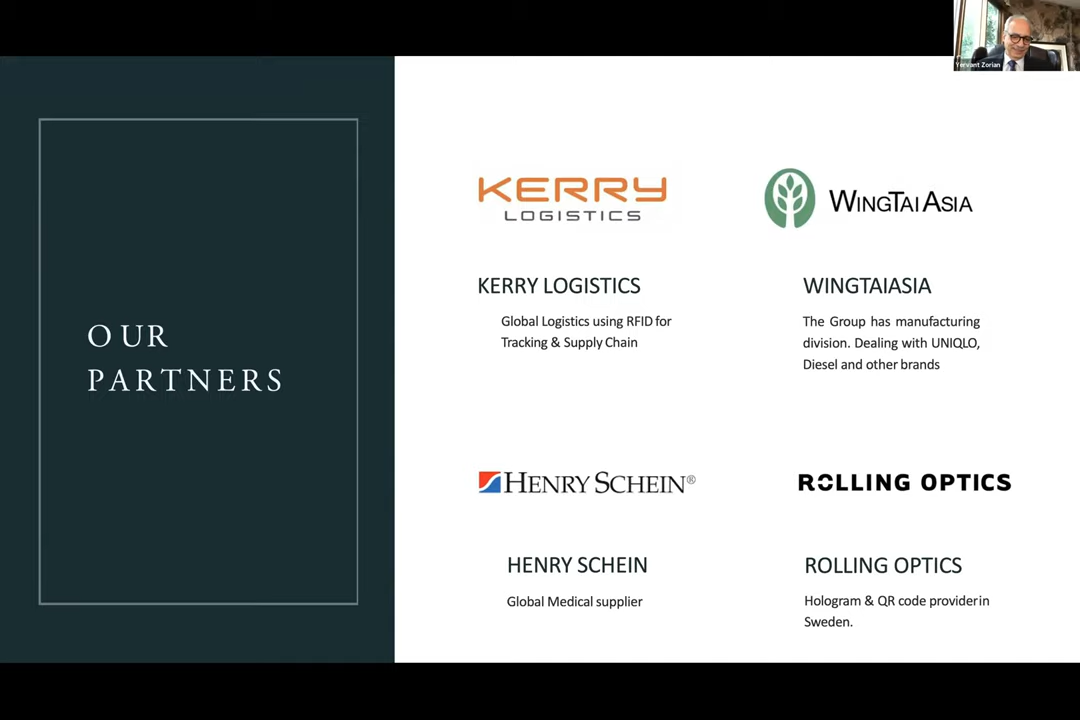 Yervant Zorian
OUR
PARTNERS
KERRY
LOGISTICS
WINGTAI ASIA
KERRY LOGISTICS
Global Logistics using RFID for
Tracking & Supply Chain
WINGTAIASIA
The Group has manufacturing
division. Dealing with UNIQLO,
Diesel and other brands
HENRY SCHEIN®
ROLLING OPTICS
HENRY SCHEIN
Global Medical supplier
ROLLING OPTICS
Hologram & QR code providerin
Sweden.